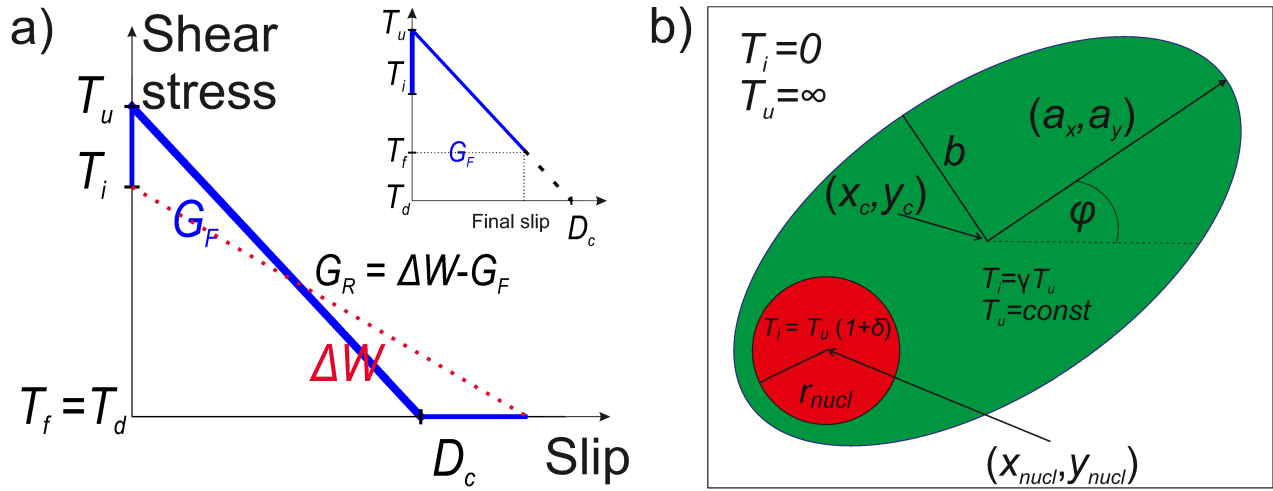 a)
Shear
stress
T_u
T_i
G_F
G_R = ΔW-G_F
ΔW
T_f =T_d
D_c
Slip
T_u
T_i
T_f
G_F
T_d
Final slip
D_c
b)
T_i =0
T_u=∞
(a_x,a_y)
b
(x_c,y_c)
φ
T_i=γT_u
T_u=const
T_i = T_u (1+δ)
r_nucl
(x_nucl,y_nucl)